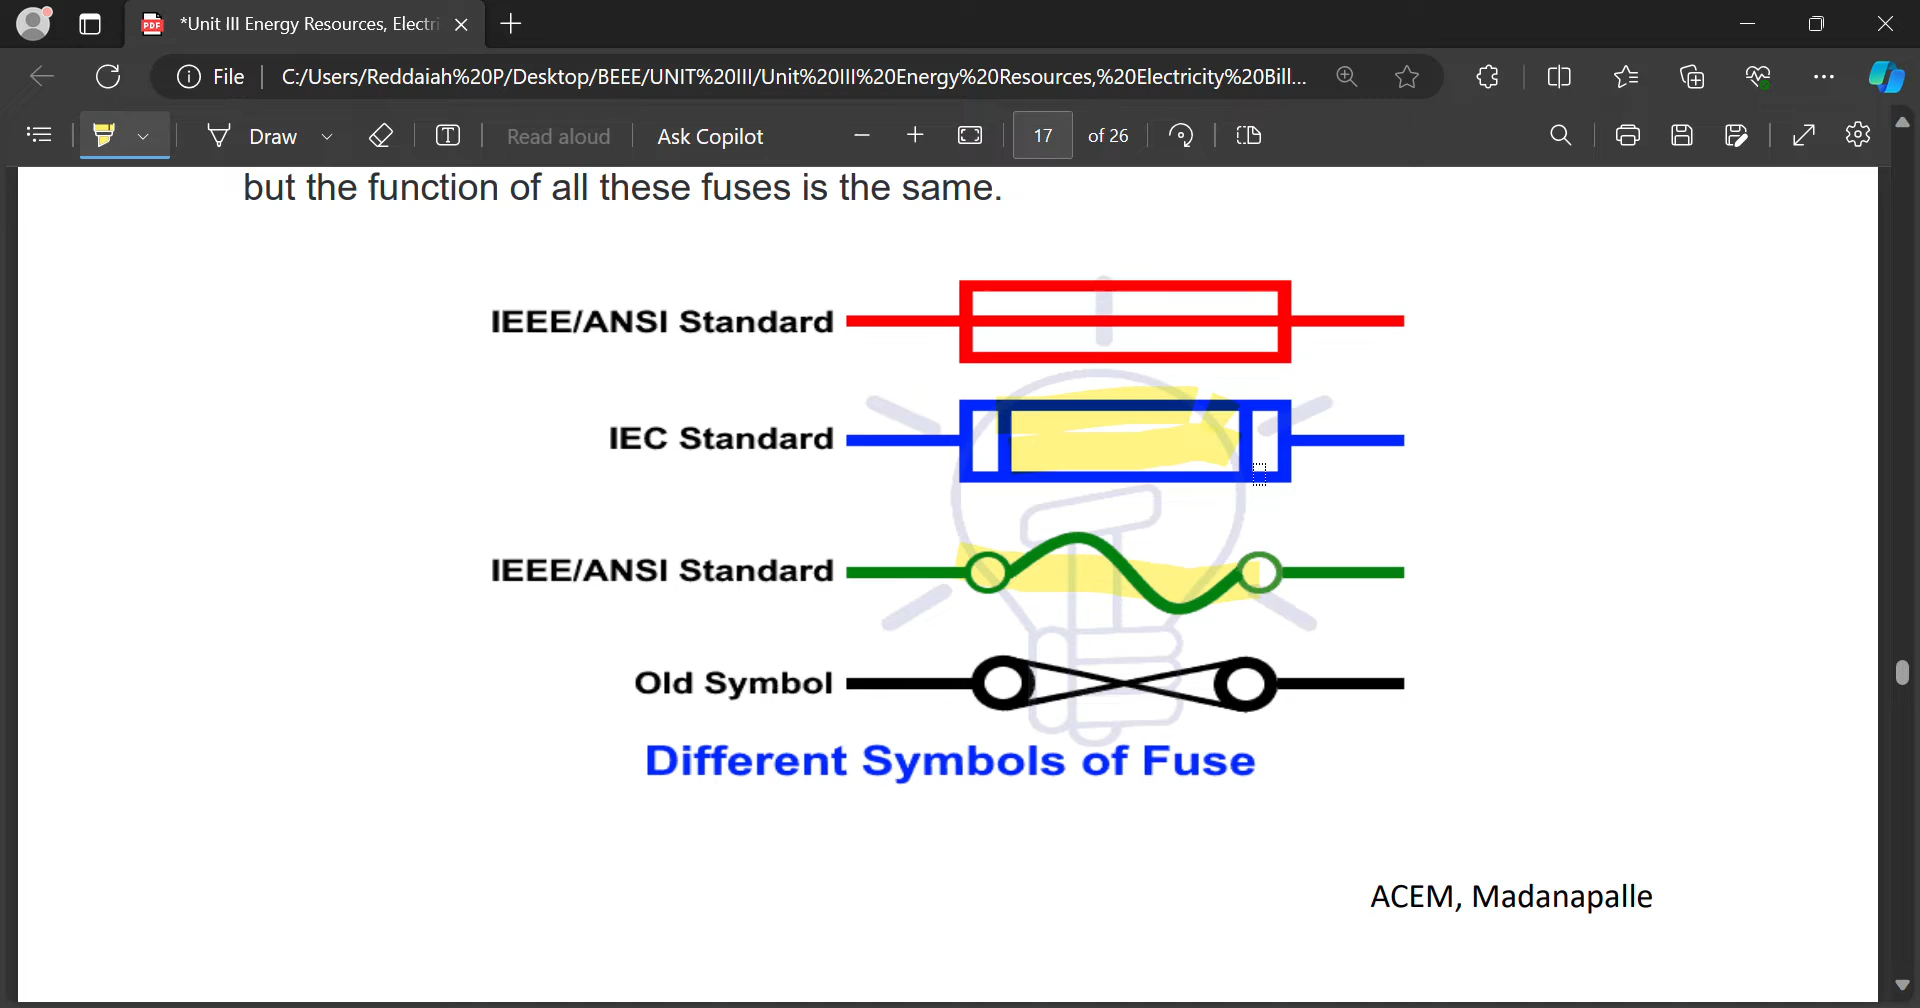 *Unit III Energy Resources, Electri
File
C:/Users/Reddaiah%20P/Desktop/BEEE/UNIT%20III/Unit%20III%20Energy%20Resources,%20Electricity%20Bill...
Draw
Read aloud
Ask Copilot
17
of 26
but the function of all these fuses is the same.
IEEE/ANSI Standard
IEC Standard
IEEE/ANSI Standard
Old Symbol
Different Symbols of Fuse
ACEM, Madanapalle